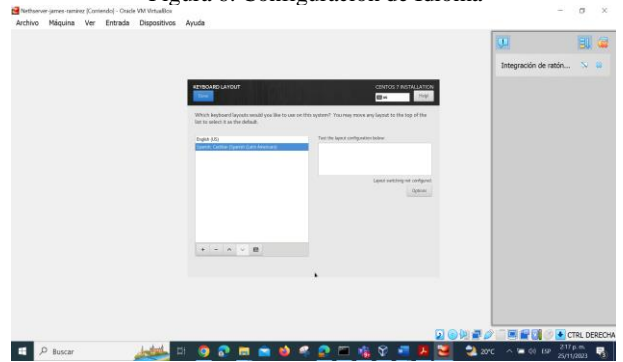 Figura 8. Configuración de Idioma
Nethserver-james-ramirez [Corriendo] - Oracle VM VirtualBox
Archivo Máquina Ver Entrada Dispositivos Ayuda
Integración de ratón...
KEYBOARD LAYOUT
CENTOS 7 INSTALLATION
Done
Help!
Which keyboard layouts would you like to use on this system? You may move any layout to the top of the
list to select it as the default.
English (US)
Spanish; Castilian (Spanish (Latin American))
Test the layout configuration below:
Layout switching not configured.
Options
CTRL DERECHA
Buscar
20°C
ESP
2:17 p. m.
25/11/2023